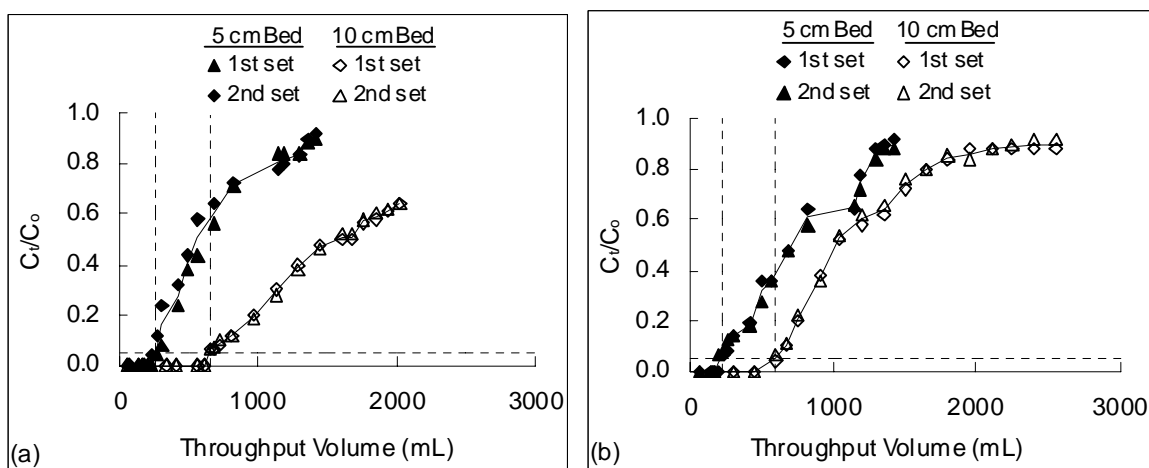 5 cm Bed 10 cm Bed
1st set 1st set
2nd set 2nd set
Ct/Co
1.0
0.8
0.6
0.4
0.2
0.0
0 1000 2000 3000
Throughput Volume (mL)
(a)
5 cm Bed 10 cm Bed
1st set 1st set
2nd set 2nd set
Ct/Co
1.0
0.8
0.6
0.4
0.2
0.0
0 1000 2000 3000
Throughput Volume (mL)
(b)